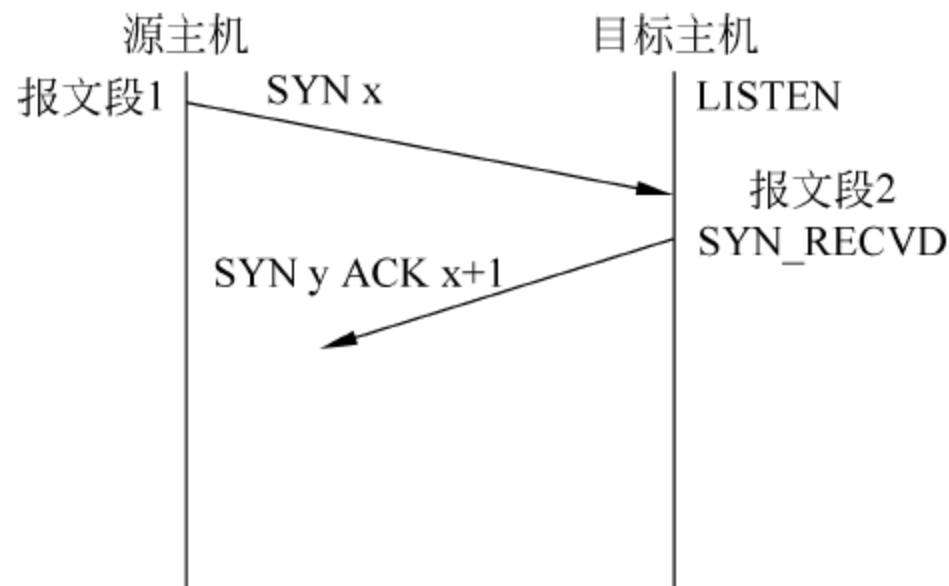 源主机
目标主机
报文段1
SYN x
LISTEN
报文段2
SYN_RECVD
SYN y ACK x+1